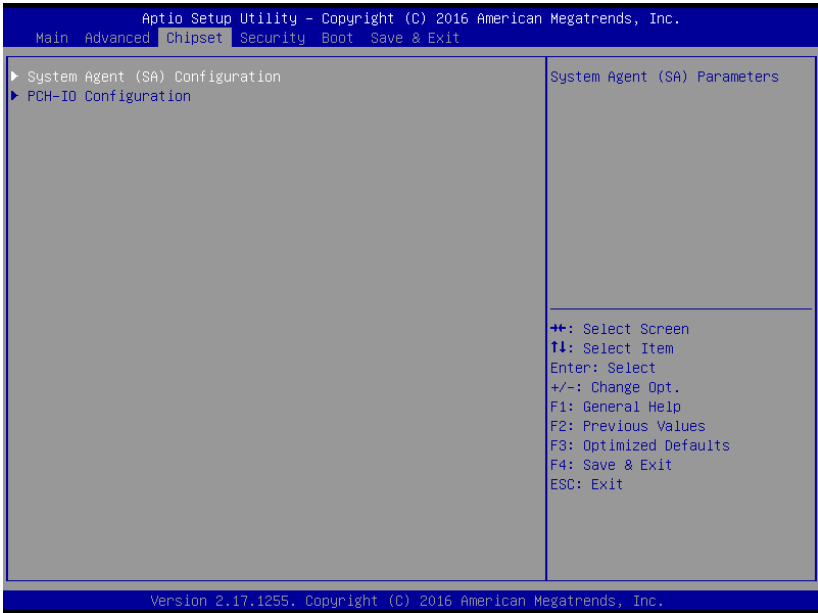 Aptio Setup Utility – Copyright (C) 2016 American Megatrends, Inc.
Main Advanced Chipset Security Boot Save & Exit
▶ System Agent (SA) Configuration
▶ PCH-IO Configuration
System Agent (SA) Parameters
→←: Select Screen
↑↓: Select Item
Enter: Select
+/-: Change Opt.
F1: General Help
F2: Previous Values
F3: Optimized Defaults
F4: Save & Exit
ESC: Exit
Version 2.17.1255. Copyright (C) 2016 American Megatrends, Inc.